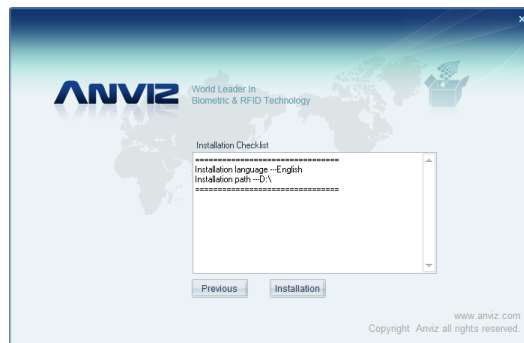 ANVIZ
World Leader In
Biometric & RFID Technology
Installation Checklist
================================
Installation language ---English
Installation path ---D:\
================================
Previous
Installation
www.anviz.com
Copyright Anviz all rights reserved.